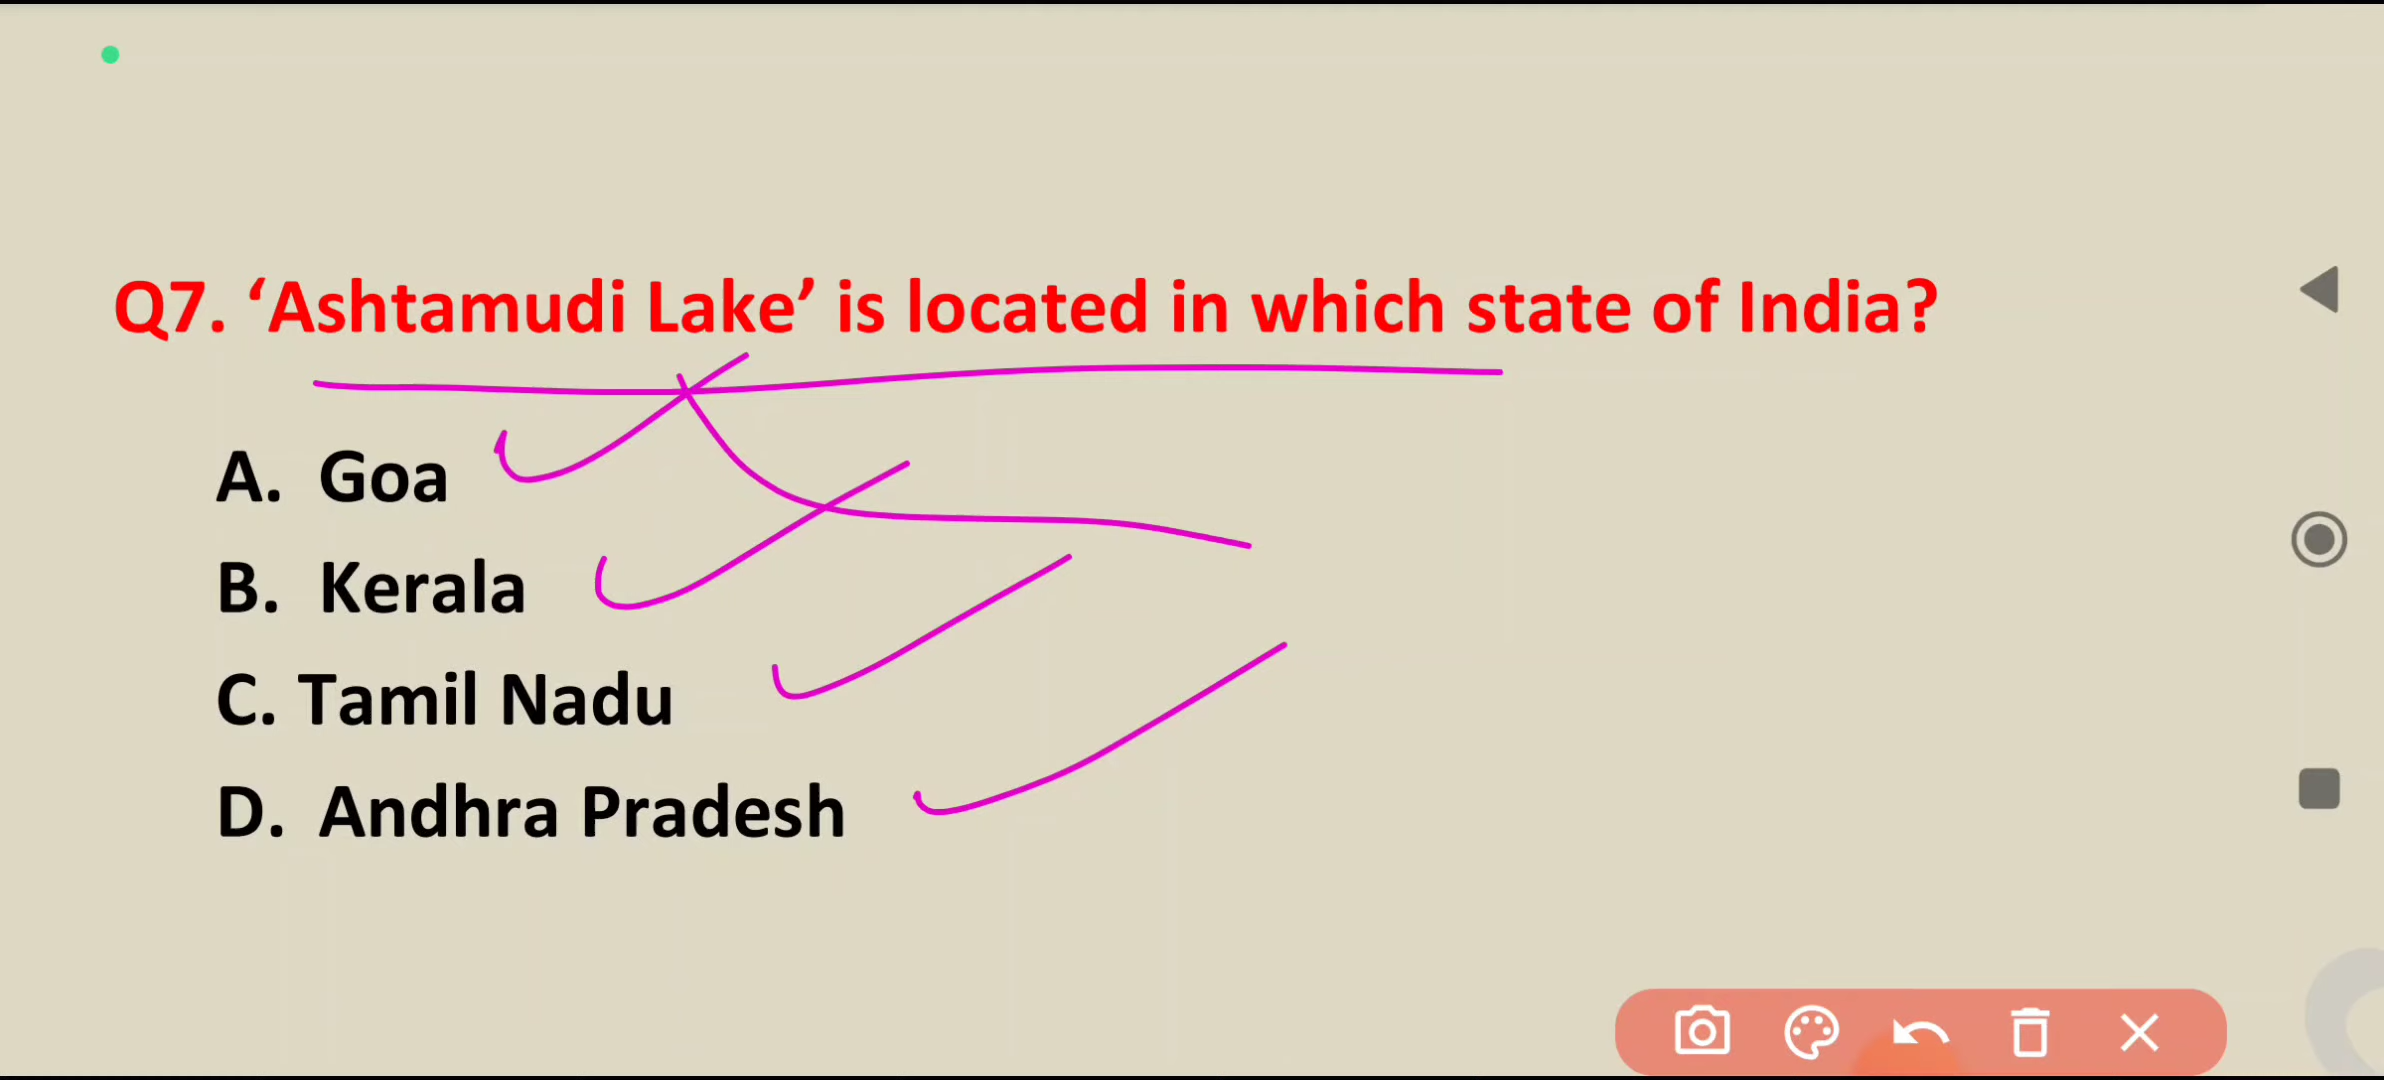 Q7. ‘Ashtamudi Lake’ is located in which state of India?
A. Goa
B. Kerala
C. Tamil Nadu
D. Andhra Pradesh